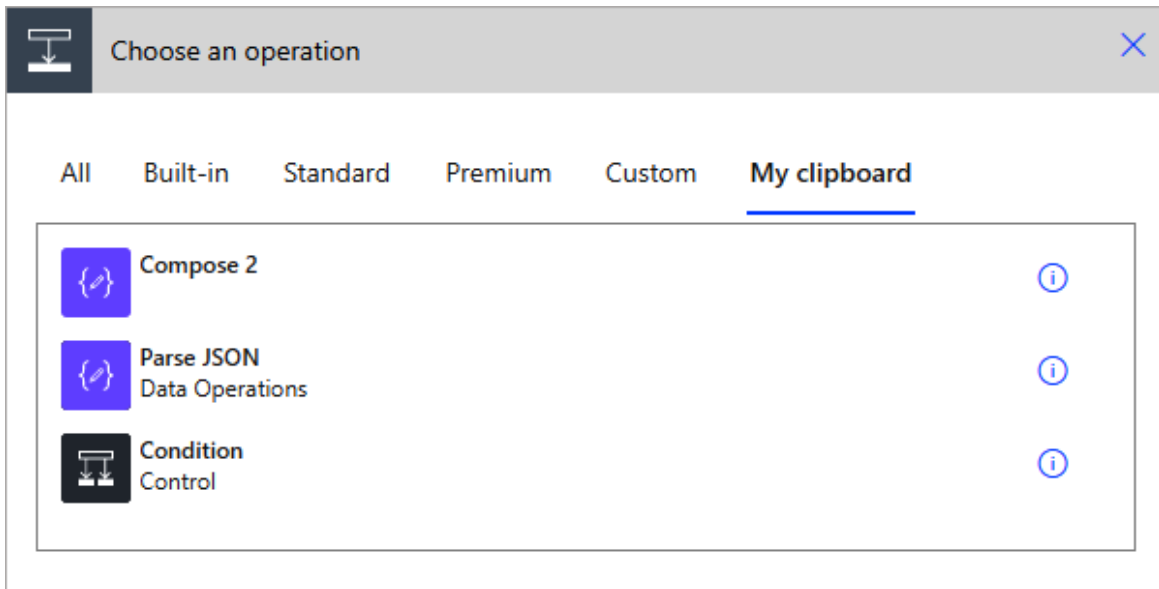 Choose an operation
All Built-in Standard Premium Custom My clipboard
Compose 2
Parse JSON
Data Operations
Condition
Control